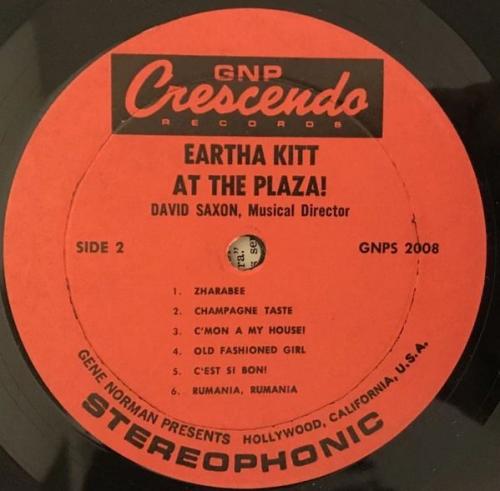 GNP
Crescendo
RECORDS
EARTHA KITT
AT THE PLAZA!
DAVID SAXON, Musical Director
SIDE 2
GNPS 2008
1. ZHARABEE
2. CHAMPAGNE TASTE
3. C'MON A MY HOUSE!
4. OLD FASHIONED GIRL
5. C'EST SI BON!
6. RUMANIA, RUMANIA
GENE NORMAN PRESENTS HOLLYWOOD, CALIFORNIA, U.S.A.
STEREOPHONIC